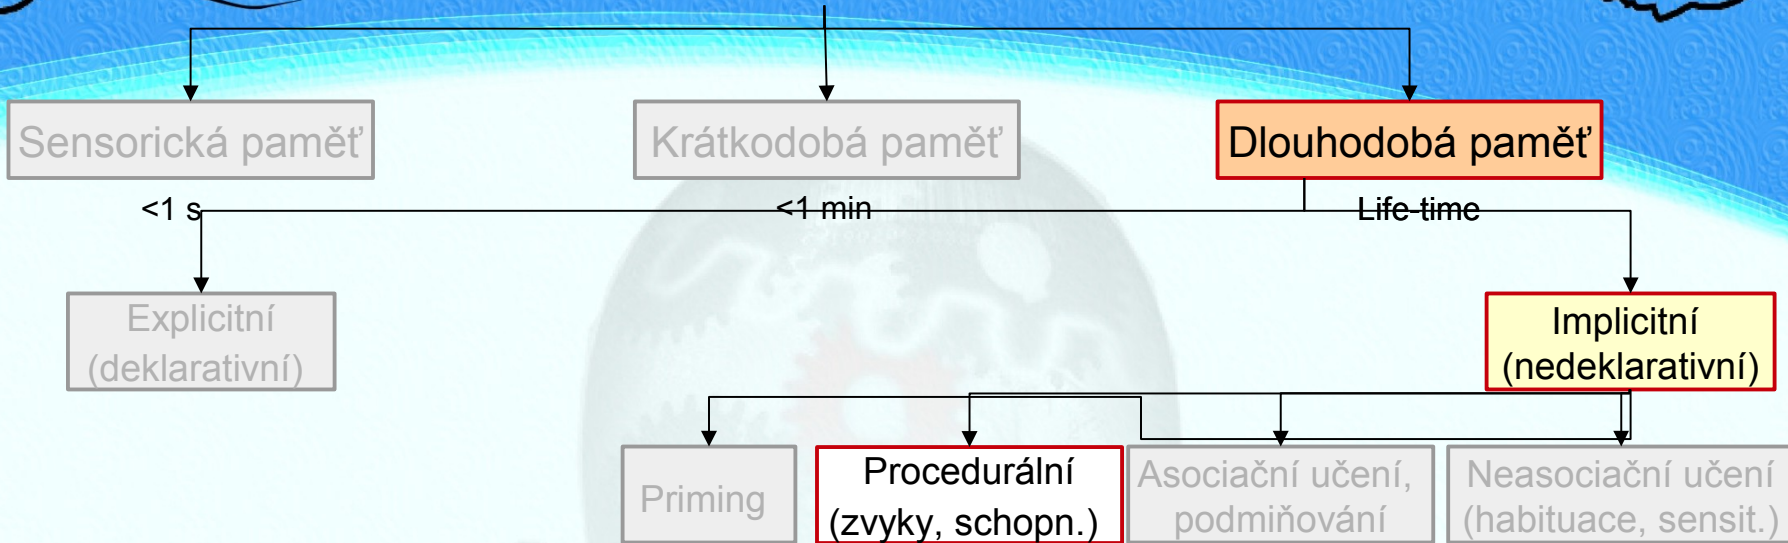 Sensorická paměť
Krátkodobá paměť
Dlouhodobá paměť
<1 s
<1 min
Life-time
Explicitní
(deklarativní)
Implicitní
(nedeklarativní)
Priming
Procedurální
(zvyky, schopn.)
Asociační učení,
podmiňování
Neasociační učení
(habituace, sensit.)